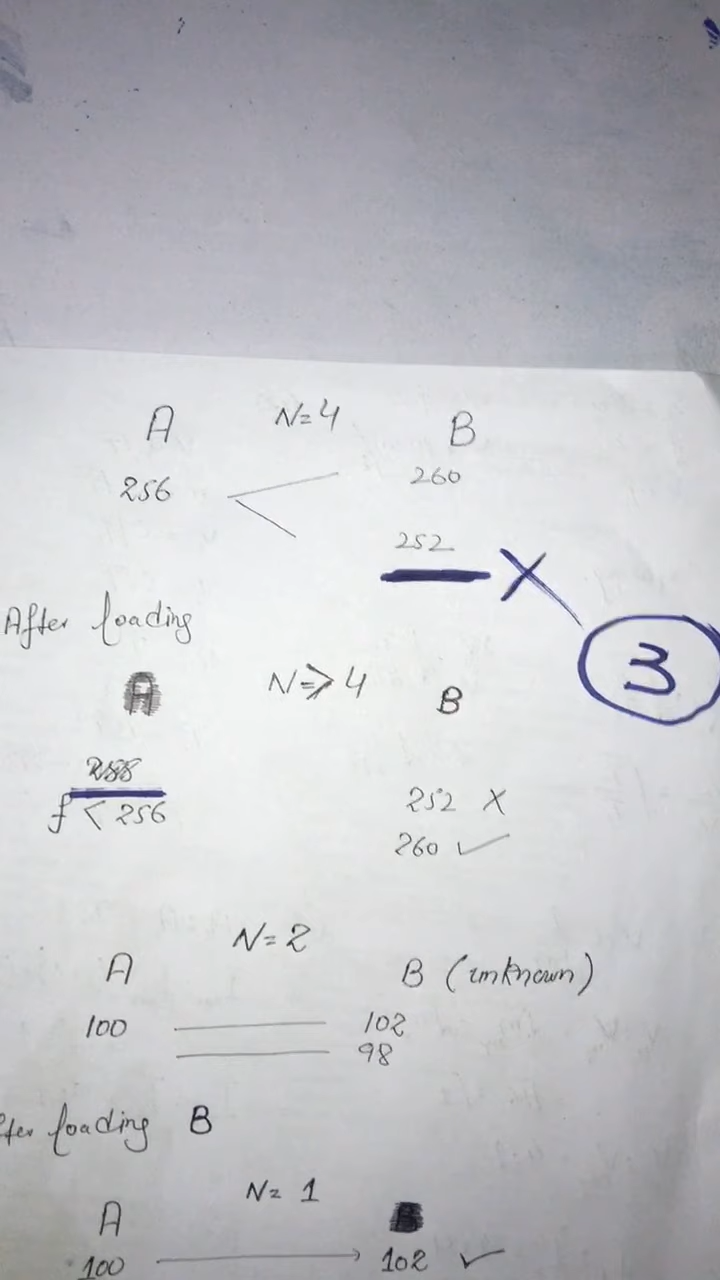 A N=4 B
256 260
252 X
After loading 3
A N⩾4 B
f < 256 252 X
260 ✓
N=2
A B (unknown)
100 102
98
fter loading B
N=1
A B
100 102 ✓